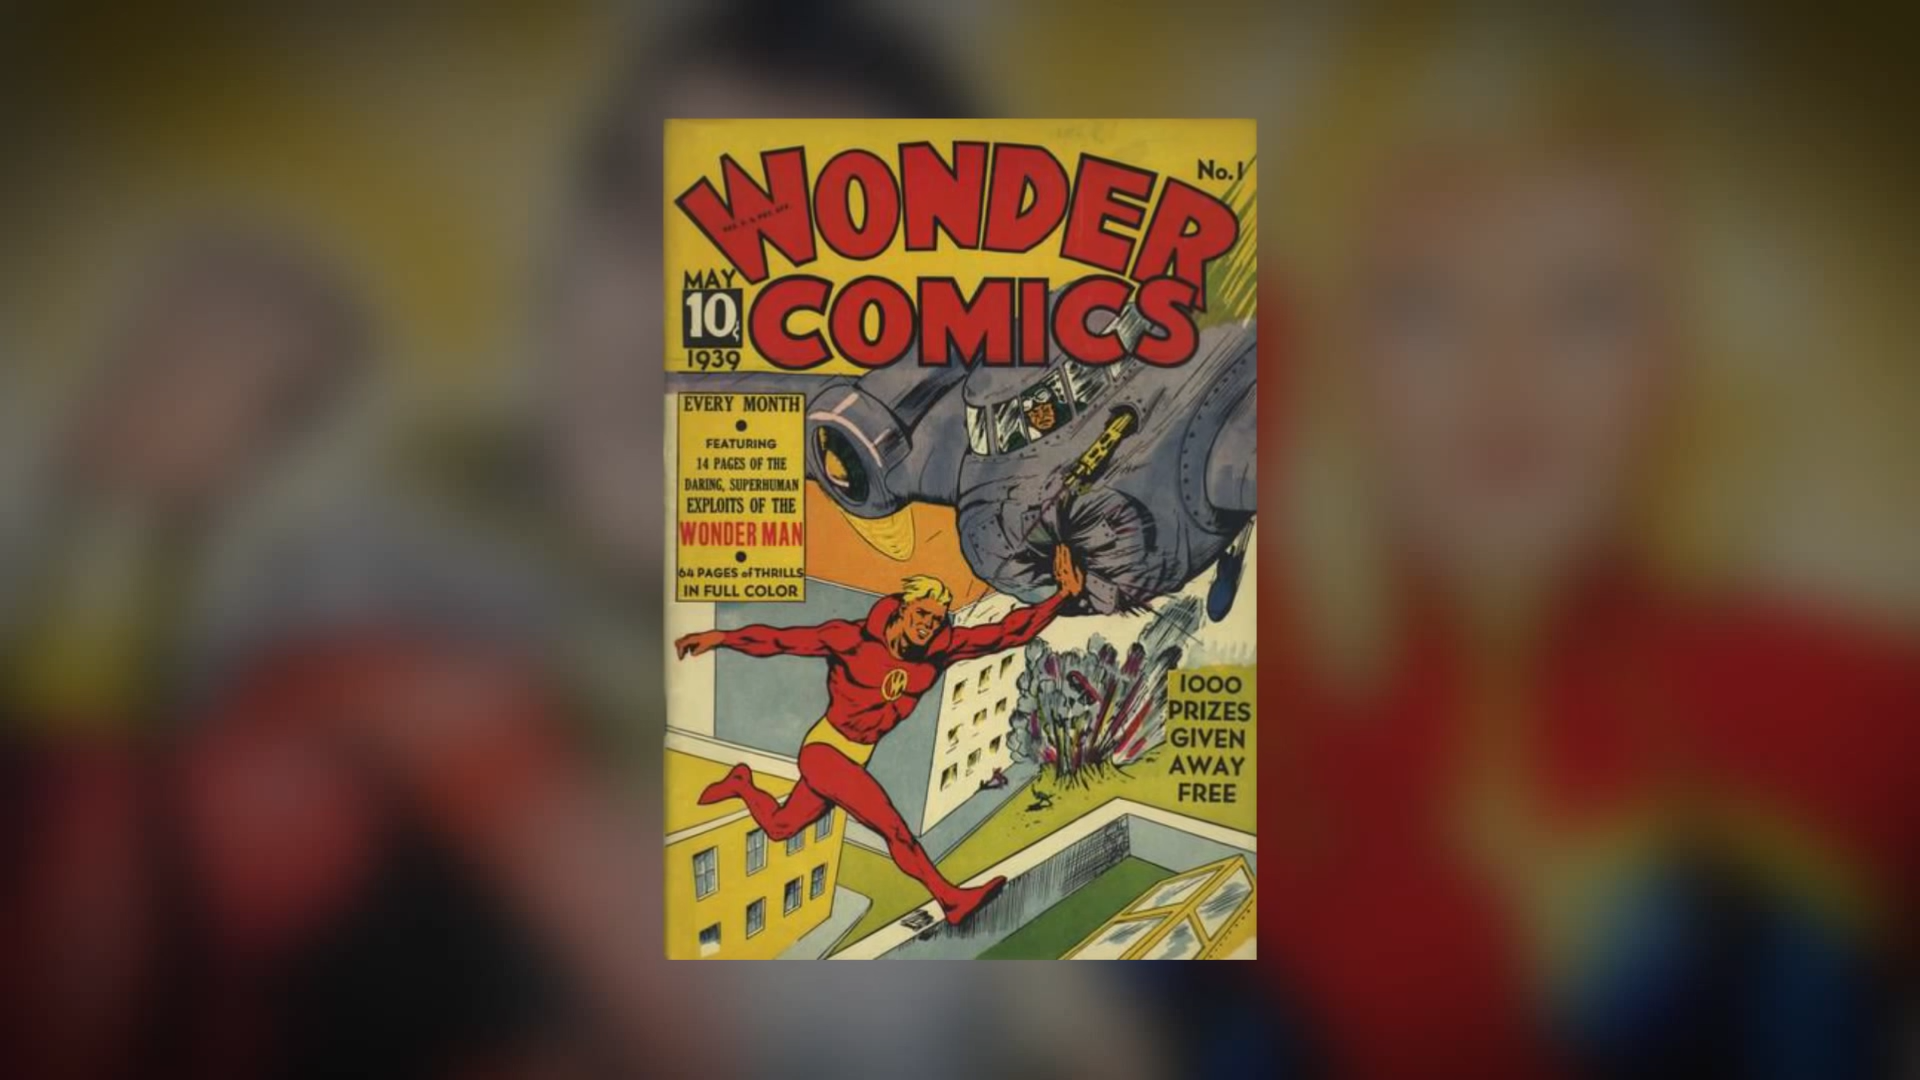 WONDER
No.1
COMICS
MAY
10¢
1939
EVERY MONTH
FEATURING
14 PAGES OF THE
DARING, SUPERHUMAN
EXPLOITS OF THE
WONDER MAN
64 PAGES of THRILLS
IN FULL COLOR
1000
PRIZES
GIVEN
AWAY
FREE